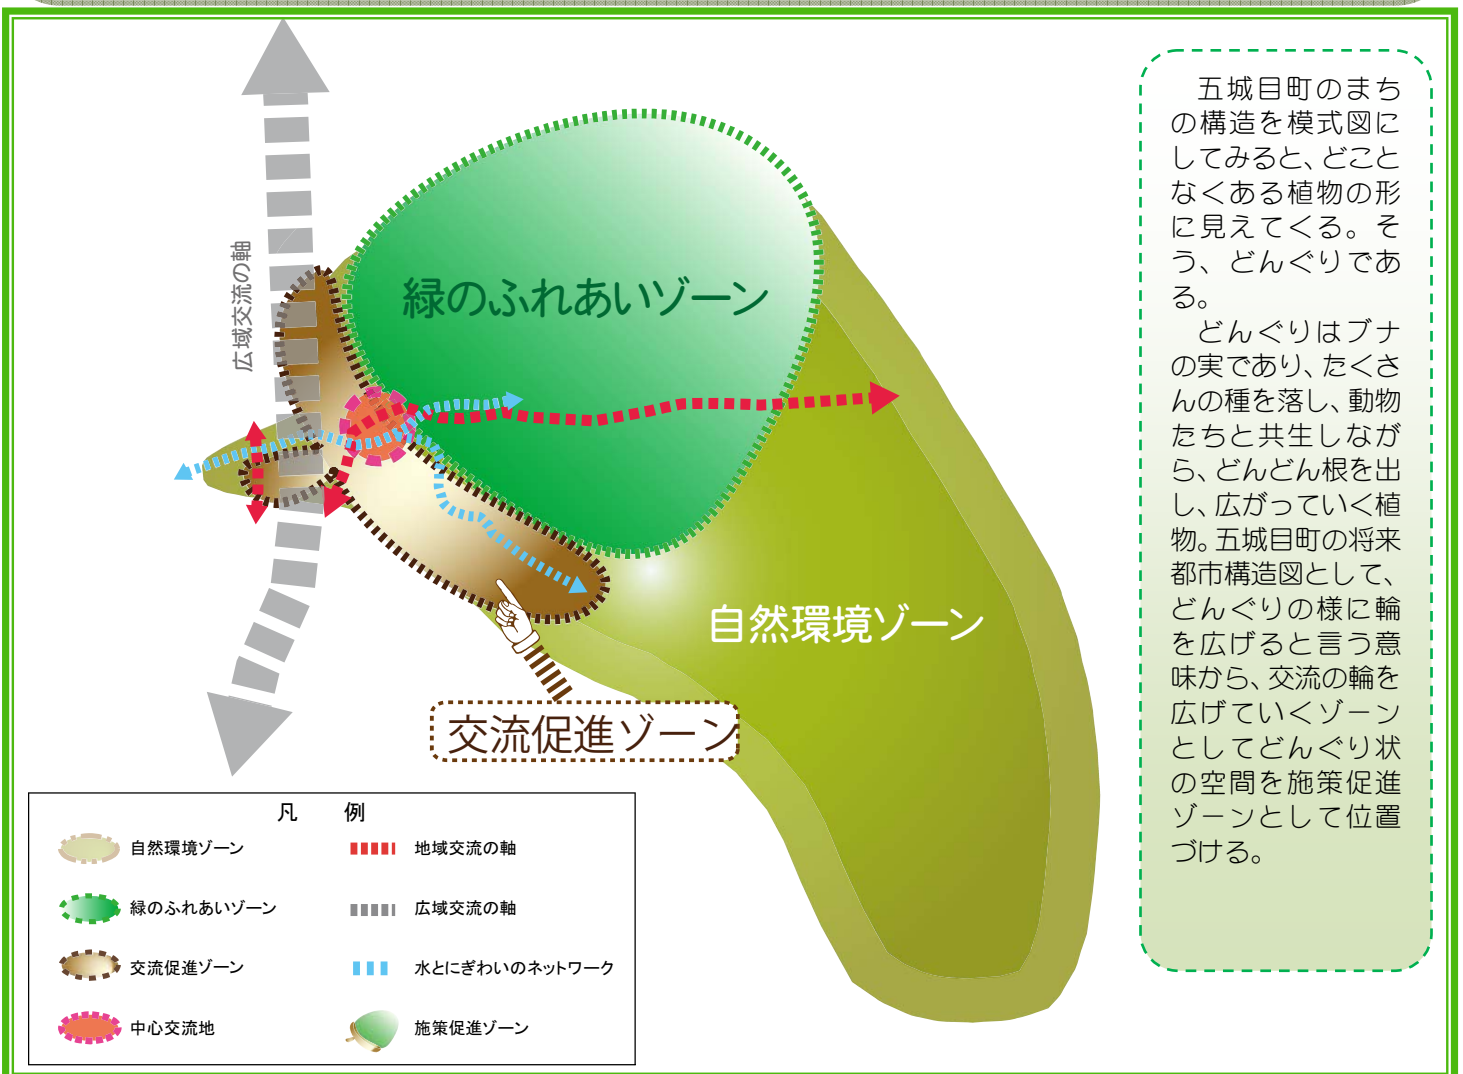 広域交流の軸
緑のふれあいゾーン
自然環境ゾーン
交流促進ゾーン
五城目町のまち
の構造を模式図に
してみると、どこと
なくある植物の形
に見えてくる。そ
う、どんぐりであ
る。
どんぐりはブナ
の実であり、たくさ
んの種を落し、動物
たちと共生しなが
ら、どんどん根を出
し、広がっていく植
物。五城目町の将来
都市構造図として、
どんぐりの様に輪
を広げると言う意
味から、交流の輪を
広げていくゾーン
としてどんぐり状
の空間を施策促進
ゾーンとして位置
づける。
凡 例
自然環境ゾーン
緑のふれあいゾーン
交流促進ゾーン
中心交流地
地域交流の軸
広域交流の軸
水とにぎわいのネットワーク
施策促進ゾーン